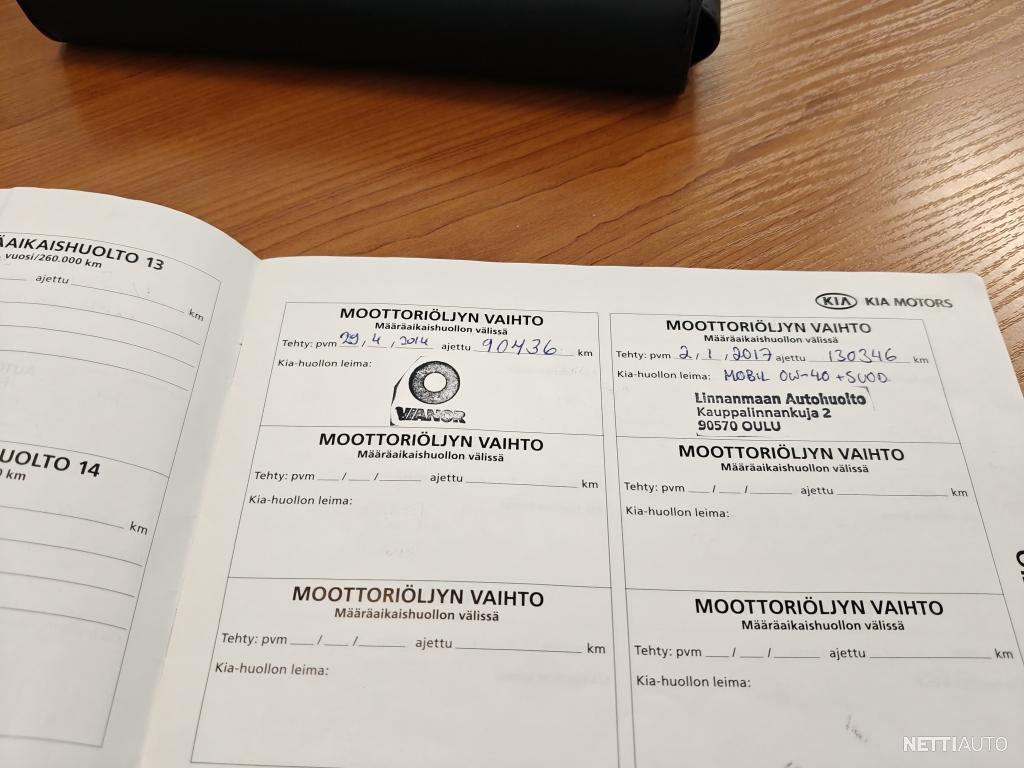 ÄAIKAISHUOLTO 13
vuosi/260.000 km
ajettu
km
UOLTO 14
0 km
km
KIA KIA MOTORS
MOOTTORIÖLJYN VAIHTO
Määräaikaishuollon välissä
Tehty: pvm 29, 4, 2014 ajettu 90436 km
Kia-huollon leima:
VIANOR
MOOTTORIÖLJYN VAIHTO
Määräaikaishuollon välissä
Tehty: pvm 2, 1, 2017 ajettu 130346 km
Kia-huollon leima: MOBIL 0W-40 +SUOD.
Linnanmaan Autohuolto
Kauppalinnankuja 2
90570 OULU
MOOTTORIÖLJYN VAIHTO
Määräaikaishuollon välissä
Tehty: pvm / / ajettu km
Kia-huollon leima:
MOOTTORIÖLJYN VAIHTO
Määräaikaishuollon välissä
Tehty: pvm / / ajettu km
Kia-huollon leima:
MOOTTORIÖLJYN VAIHTO
Määräaikaishuollon välissä
Tehty: pvm / / ajettu km
Kia-huollon leima:
MOOTTORIÖLJYN VAIHTO
Määräaikaishuollon välissä
Tehty: pvm / / ajettu km
Kia-huollon leima:
NETTIAUTO